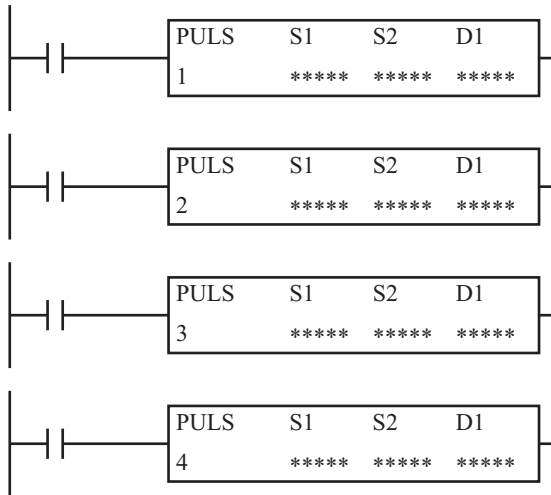 PULS S1 S2 D1
1 ***** ***** *****
PULS S1 S2 D1
2 ***** ***** *****
PULS S1 S2 D1
3 ***** ***** *****
PULS S1 S2 D1
4 ***** ***** *****